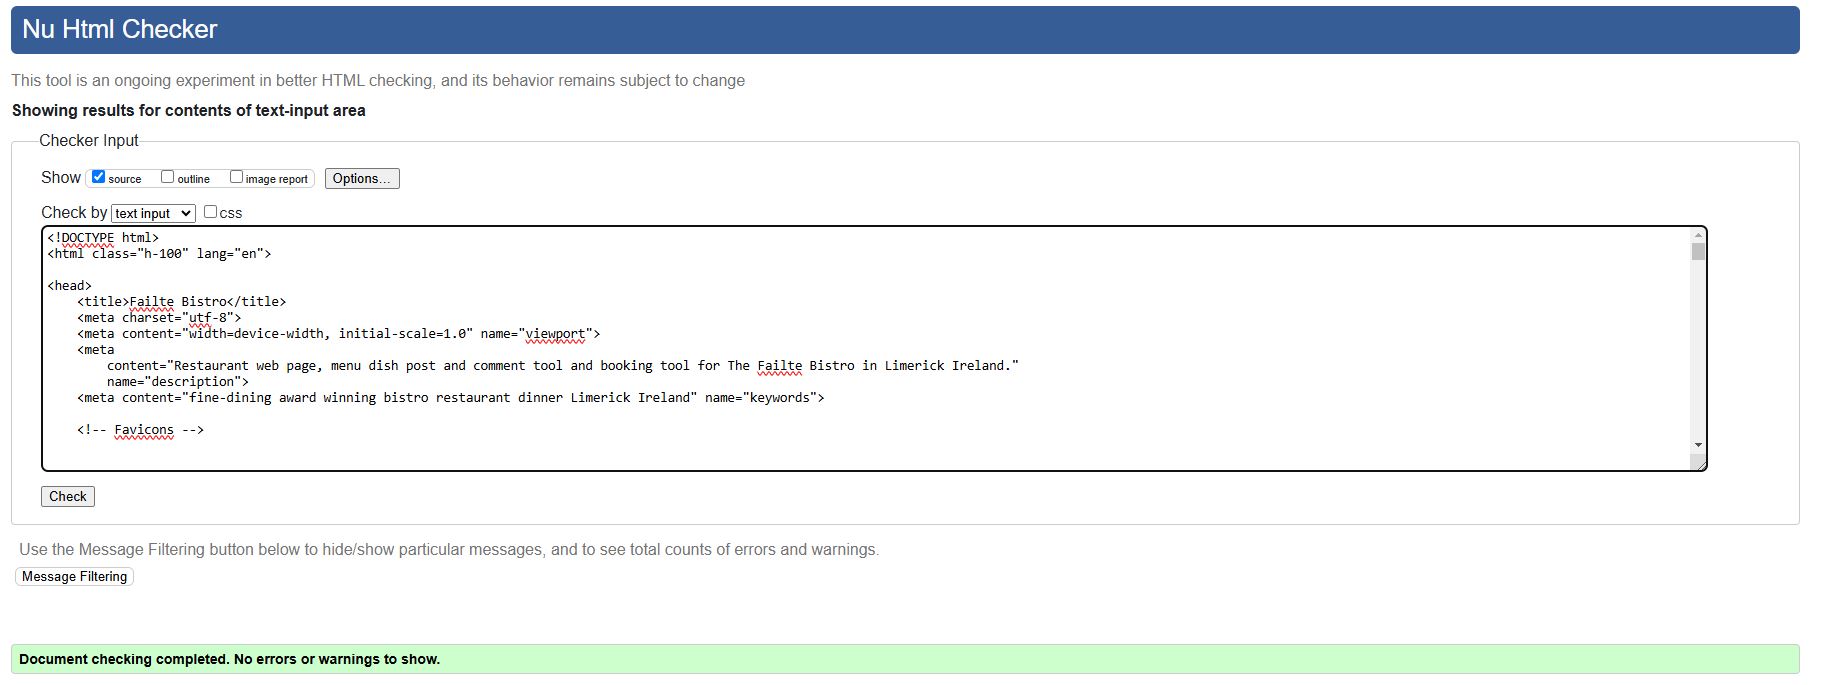 Nu Html Checker
This tool is an ongoing experiment in better HTML checking, and its behavior remains subject to change
Showing results for contents of text-input area
Checker Input
Show source outline image report Options...
Check by text input css
<!DOCTYPE html>
<html class="h-100" lang="en">
<head>
<title>Failte Bistro</title>
<meta charset="utf-8">
<meta content="width=device-width, initial-scale=1.0" name="viewport">
<meta
content="Restaurant web page, menu dish post and comment tool and booking tool for The Failte Bistro in Limerick Ireland."
name="description">
<meta content="fine-dining award winning bistro restaurant dinner Limerick Ireland" name="keywords">
<!-- Favicons -->
Check
Use the Message Filtering button below to hide/show particular messages, and to see total counts of errors and warnings.
Message Filtering
Document checking completed. No errors or warnings to show.